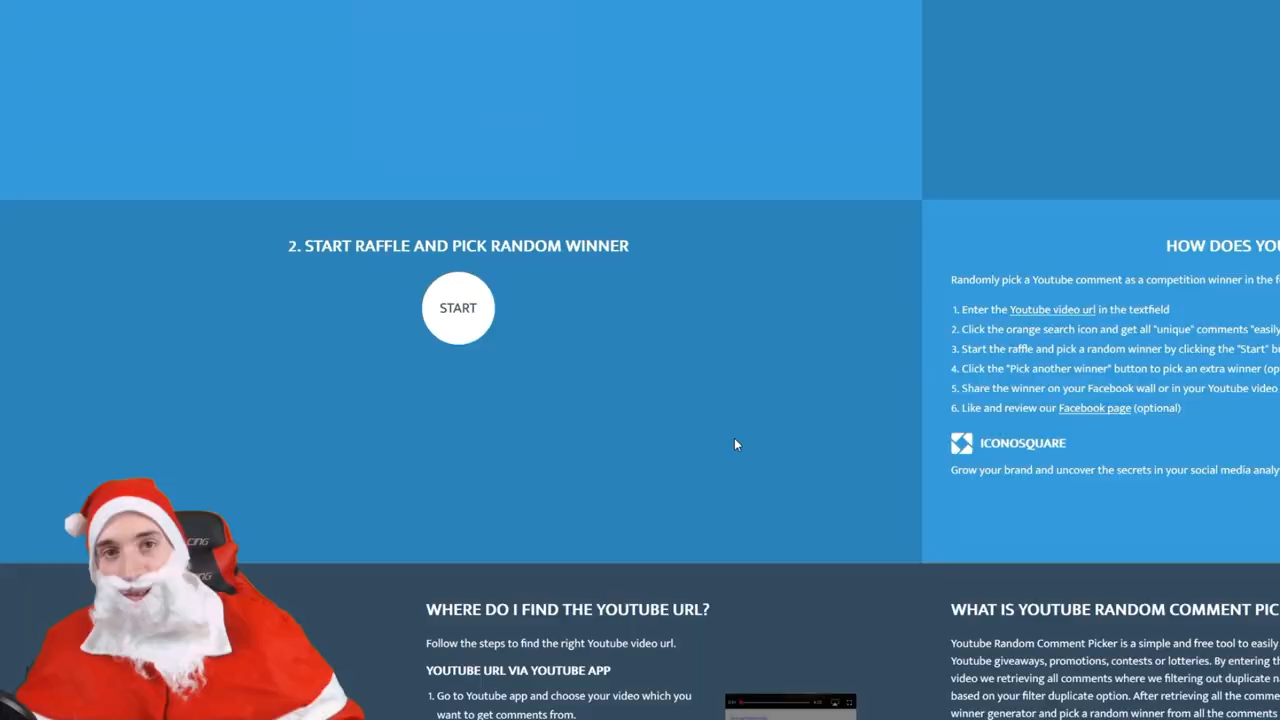 2. START RAFFLE AND PICK RANDOM WINNER
START
HOW DOES
Randomly pick a Youtube comment as a competition winner in the
1. Enter the Youtube video url in the textfield
2. Click the orange search icon and get all "unique" comments "easily
3. Start the raffle and pick a random winner by clicking the "Start"
4. Click the "Pick another winner" button to pick an extra winner
5. Share the winner on your Facebook wall or in your Youtube video
6. Like and review our Facebook page (optional)
ICONOSQUARE
Grow your brand and uncover the secrets in your social media
WHERE DO I FIND THE YOUTUBE URL?
Follow the steps to find the right Youtube video url.
YOUTUBE URL VIA YOUTUBE APP
1. Go to Youtube app and choose your video which you
want to get comments from.
WHAT IS YOUTUBE RANDOM COMMENT
Youtube Random Comment Picker is a simple and free tool to easily
Youtube giveaways, promotions, contests or lotteries. By entering
video we retrieving all comments where we filtering out duplicate
based on your filter duplicate option. After retrieving all the
winner generator and pick a random winner from all the comments